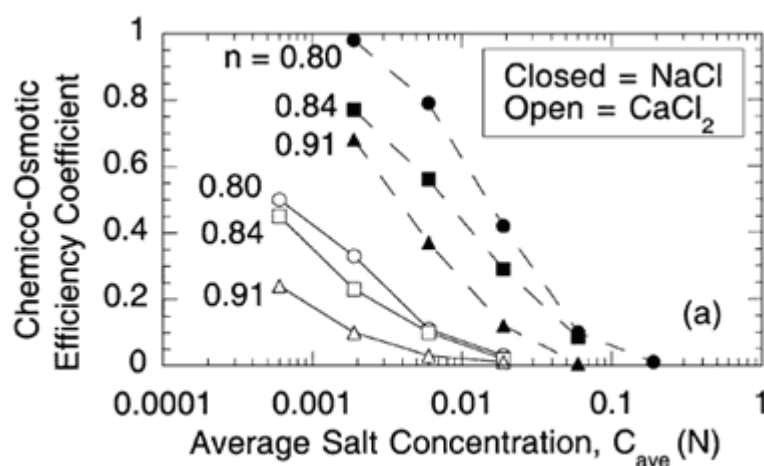 Chemico-Osmotic
Efficiency Coefficient
1
0.8
0.6
0.4
0.2
0
n = 0.80
0.84
0.91
0.80
0.84
0.91
Closed = NaCl
Open = CaCl₂
(a)
0.0001 0.001 0.01 0.1 1
Average Salt Concentration, Cₐᵥₑ (N)